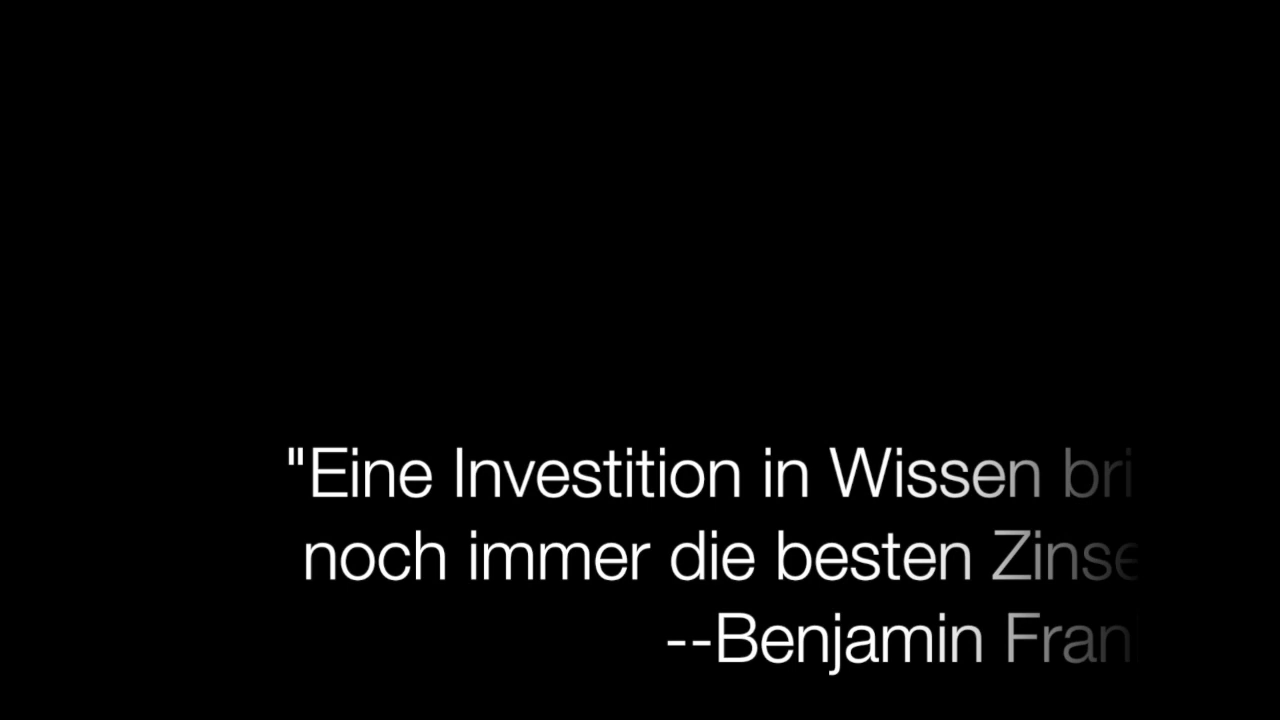 "Eine Investition in Wissen bri
noch immer die besten Zinse
--Benjamin Fran